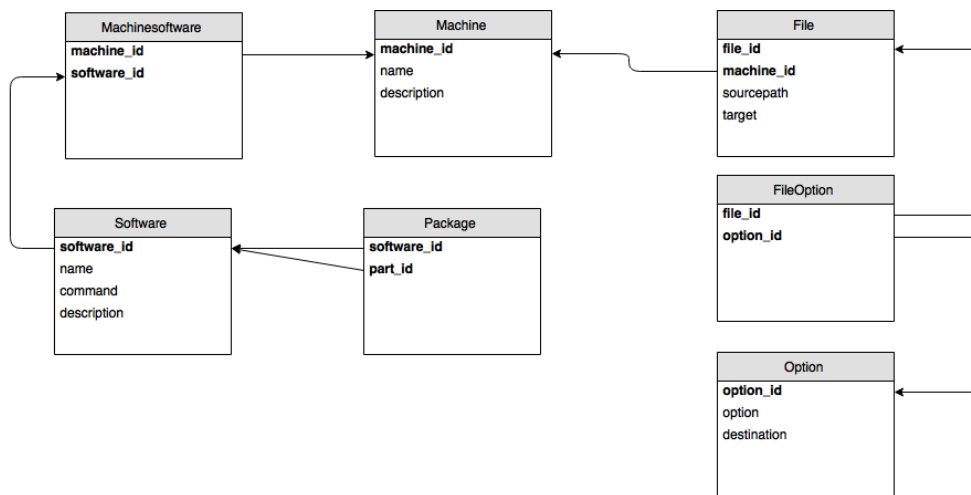 Machinesoftware
machine_id
software_id
Machine
machine_id
name
description
File
file_id
machine_id
sourcepath
target
Software
software_id
name
command
description
Package
software_id
part_id
FileOption
file_id
option_id
Option
option_id
option
destination